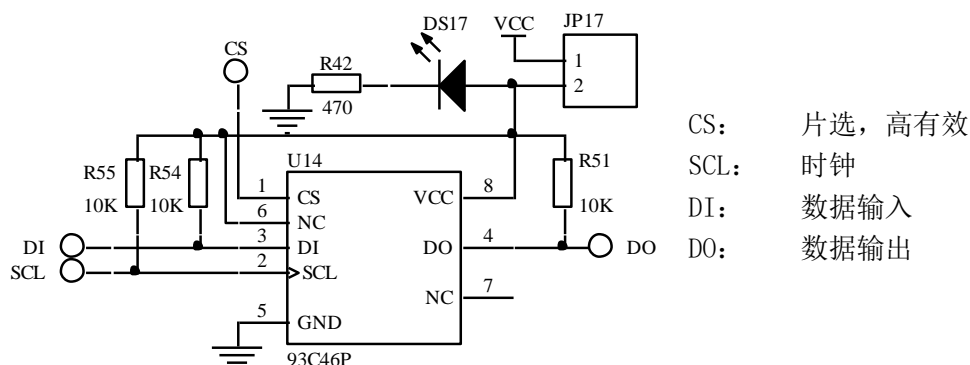 DS17
VCC
JP17
CS
R42
1
2
470
R55
R54
U14
R51
10K
10K
10K
1
CS
VCC
8
6
NC
DI
3
DI
DO
4
DO
SCL
2
SCL
NC
7
5
GND
93C46P
CS： 片选，高有效
SCL： 时钟
DI： 数据输入
DO： 数据输出